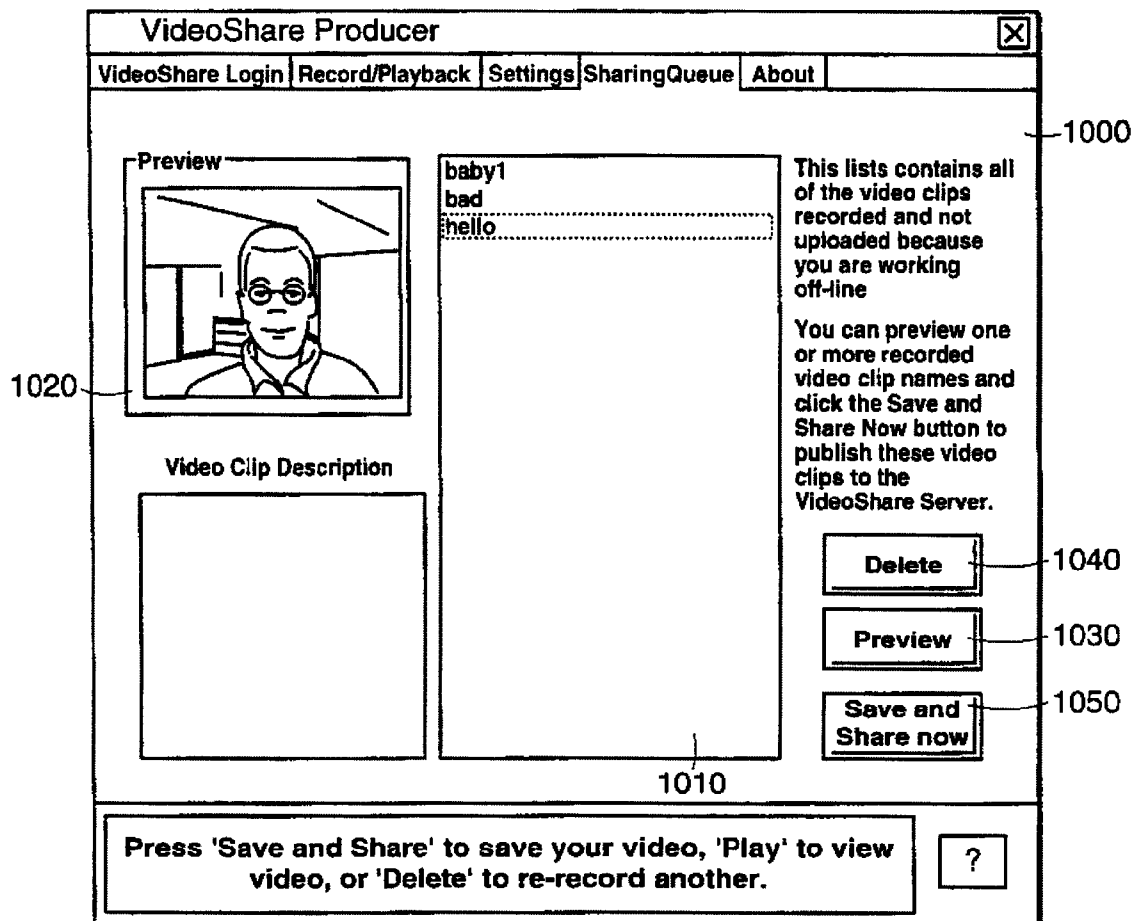 VideoShare Producer
VideoShare Login Record/Playback Settings SharingQueue About
1000
Preview
1020
Video Clip Description
baby1
bad
hello
1010
This lists contains all
of the video clips
recorded and not
uploaded because
you are working
off-line
You can preview one
or more recorded
video clip names and
click the Save and
Share Now button to
publish these video
clips to the
VideoShare Server.
Delete
1040
Preview
1030
Save and
Share now
1050
Press 'Save and Share' to save your video, 'Play' to view
video, or 'Delete' to re-record another.
?